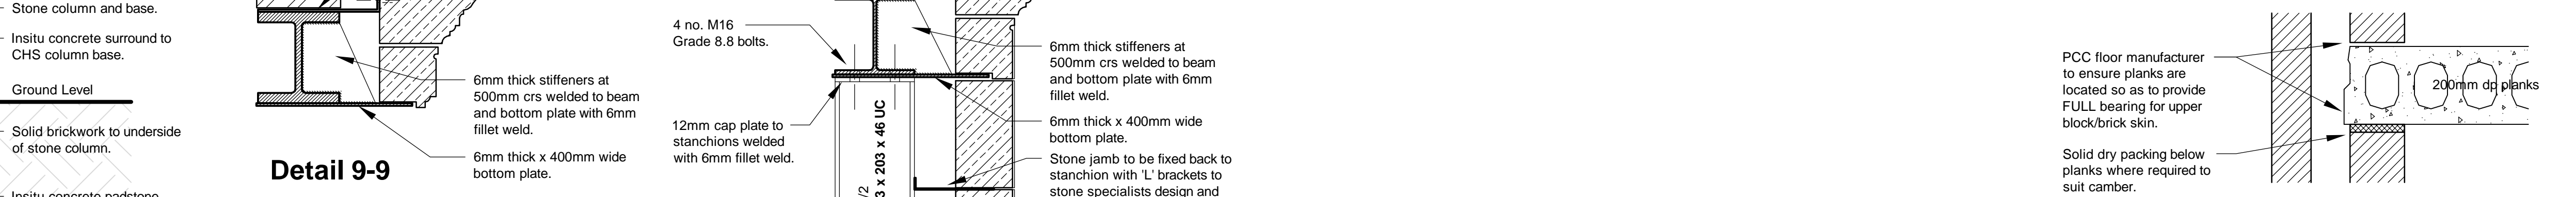 Stone column and base.
Insitu concrete surround to
CHS column base.
Ground Level
Solid brickwork to underside
of stone column.
Insitu concrete padstone
6mm thick stiffeners at
500mm crs welded to beam
and bottom plate with 6mm
fillet weld.
6mm thick x 400mm wide
bottom plate.
Detail 9-9
4 no. M16
Grade 8.8 bolts.
12mm cap plate to
stanchions welded
with 6mm fillet weld.
/2
3 x 203 x 46 UC
6mm thick stiffeners at
500mm crs welded to beam
and bottom plate with 6mm
fillet weld.
6mm thick x 400mm wide
bottom plate.
Stone jamb to be fixed back to
stanchion with 'L' brackets to
stone specialists design and
PCC floor manufacturer
to ensure planks are
located so as to provide
FULL bearing for upper
block/brick skin.
Solid dry packing below
planks where required to
suit camber.
200mm dp planks